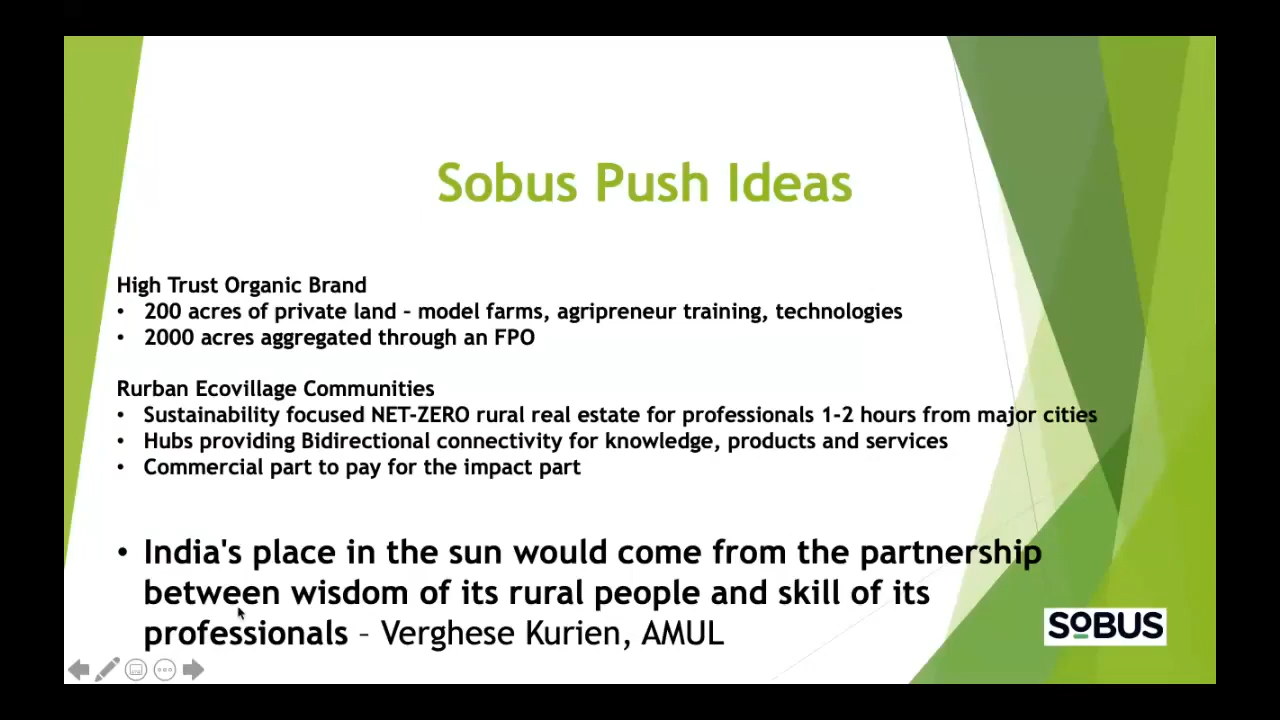 Sobus Push Ideas
High Trust Organic Brand
• 200 acres of private land – model farms, agripreneur training, technologies
• 2000 acres aggregated through an FPO
Rurban Ecovillage Communities
• Sustainability focused NET-ZERO rural real estate for professionals 1-2 hours from major cities
• Hubs providing Bidirectional connectivity for knowledge, products and services
• Commercial part to pay for the impact part
• India's place in the sun would come from the partnership
between wisdom of its rural people and skill of its
professionals – Verghese Kurien, AMUL
SOBUS